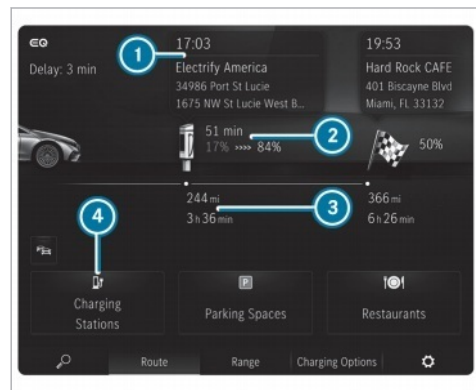 EQ
Delay: 3 min
17:03
Electrify America
34986 Port St Lucie
1675 NW St Lucie West B...
19:53
Hard Rock CAFE
401 Biscayne Blvd
Miami, FL 33132
1
51 min
17% »»» 84%
2
50%
244 mi
3 h 36 min
3
366 mi
6 h 26 min
4
Charging
Stations
P
Parking Spaces
Restaurants
Route
Range
Charging Options